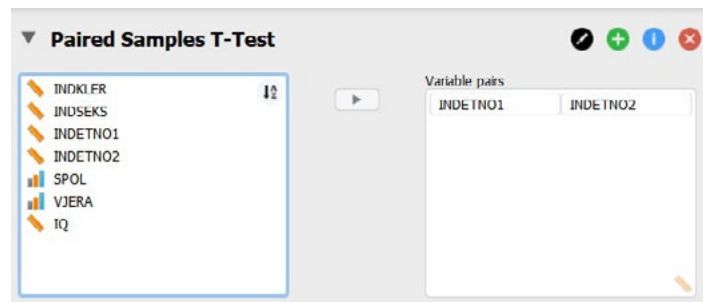 Paired Samples T-Test
INDKLER
INDSEKS
INDETNO1
INDETNO2
SPOL
VJERA
IQ
Variable pairs
INDETNO1 INDETNO2